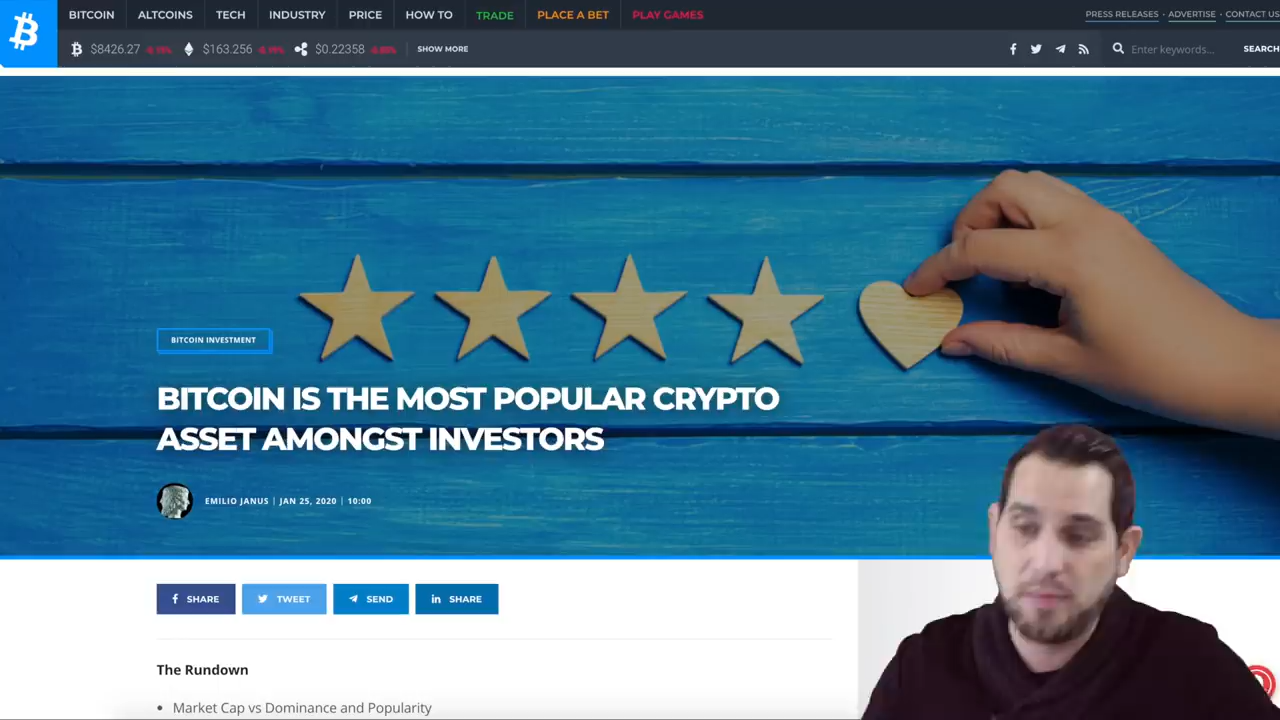 BITCOIN ALTCOINS TECH INDUSTRY PRICE HOW TO TRADE PLACE A BET PLAY GAMES PRESS RELEASES · ADVERTISE · CONTACT US
$8426.27 $163.256 $0.22358 SHOW MORE Enter keywords... SEARCH
BITCOIN INVESTMENT
BITCOIN IS THE MOST POPULAR CRYPTO
ASSET AMONGST INVESTORS
EMILIO JANUS | JAN 25, 2020 | 10:00
SHARE TWEET SEND SHARE
The Rundown
• Market Cap vs Dominance and Popularity